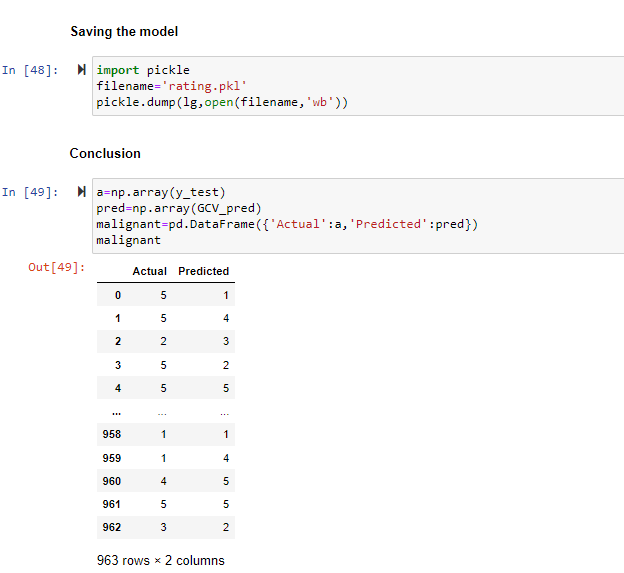 Saving the model
In [48]:
import pickle
filename='rating.pkl'
pickle.dump(lg,open(filename,'wb'))
Conclusion
In [49]:
a=np.array(y_test)
pred=np.array(GCV_pred)
malignant=pd.DataFrame({'Actual':a,'Predicted':pred})
malignant
Out[49]:
Actual Predicted
0 5 1
1 5 4
2 2 3
3 5 2
4 5 5
... ... ...
958 1 1
959 1 4
960 4 5
961 5 5
962 3 2
963 rows × 2 columns